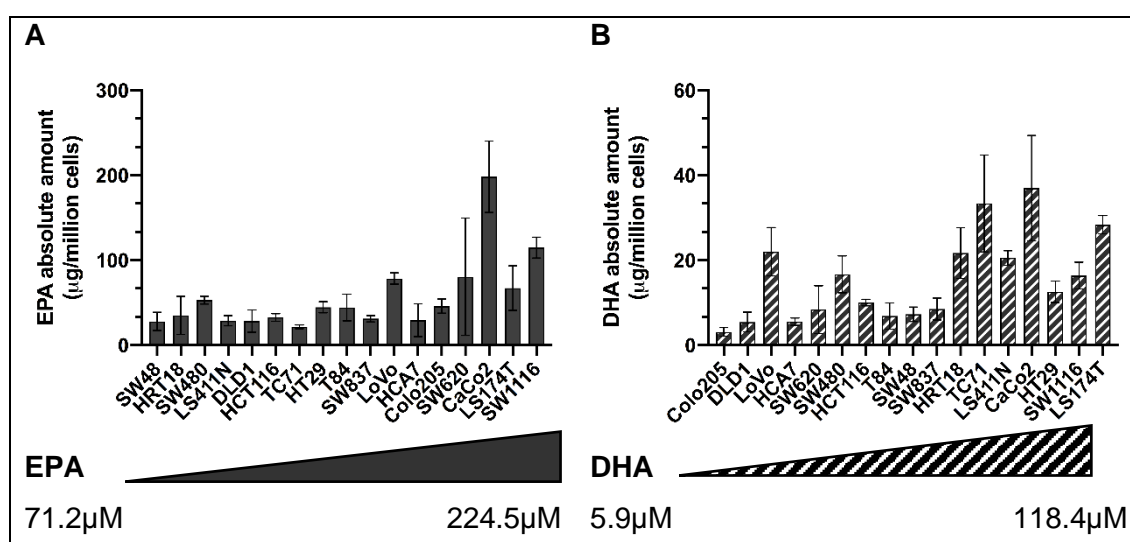 A
EPA absolute amount
(µg/million cells)
300
200
100
0
SW48
HRT18
SW480
LS411N
DLD1
HCT116
TC71
HT29
T84
SW837
LoVo
HCA7
Colo205
SW620
CaCo2
LS174T
SW1116
EPA
71.2µM
224.5µM
B
DHA absolute amount
(µg/million cells)
60
40
20
0
Colo205
DLD1
LoVo
HCA7
SW620
SW480
HCT116
T84
SW48
SW837
HRT18
TC71
LS411N
CaCo2
HT29
SW1116
LS174T
DHA
5.9µM
118.4µM